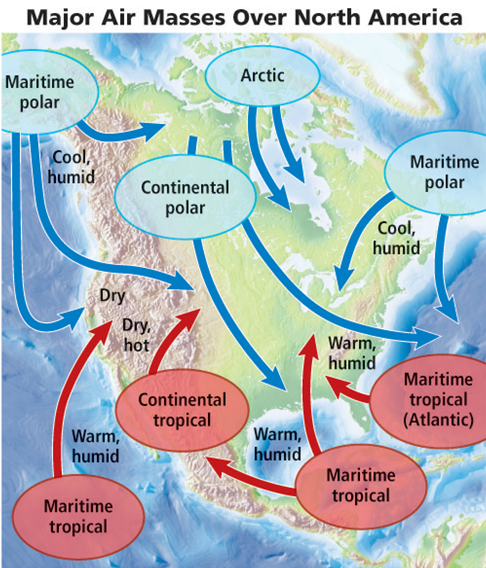 Major Air Masses Over North America
Arctic
Maritime
polar
Cool,
humid
Continental
polar
Maritime
polar
Cool,
humid
Dry
Dry,
hot
Warm,
humid
Continental
tropical
Maritime
tropical
(Atlantic)
Warm,
humid
Warm,
humid
Maritime
tropical
Maritime
tropical